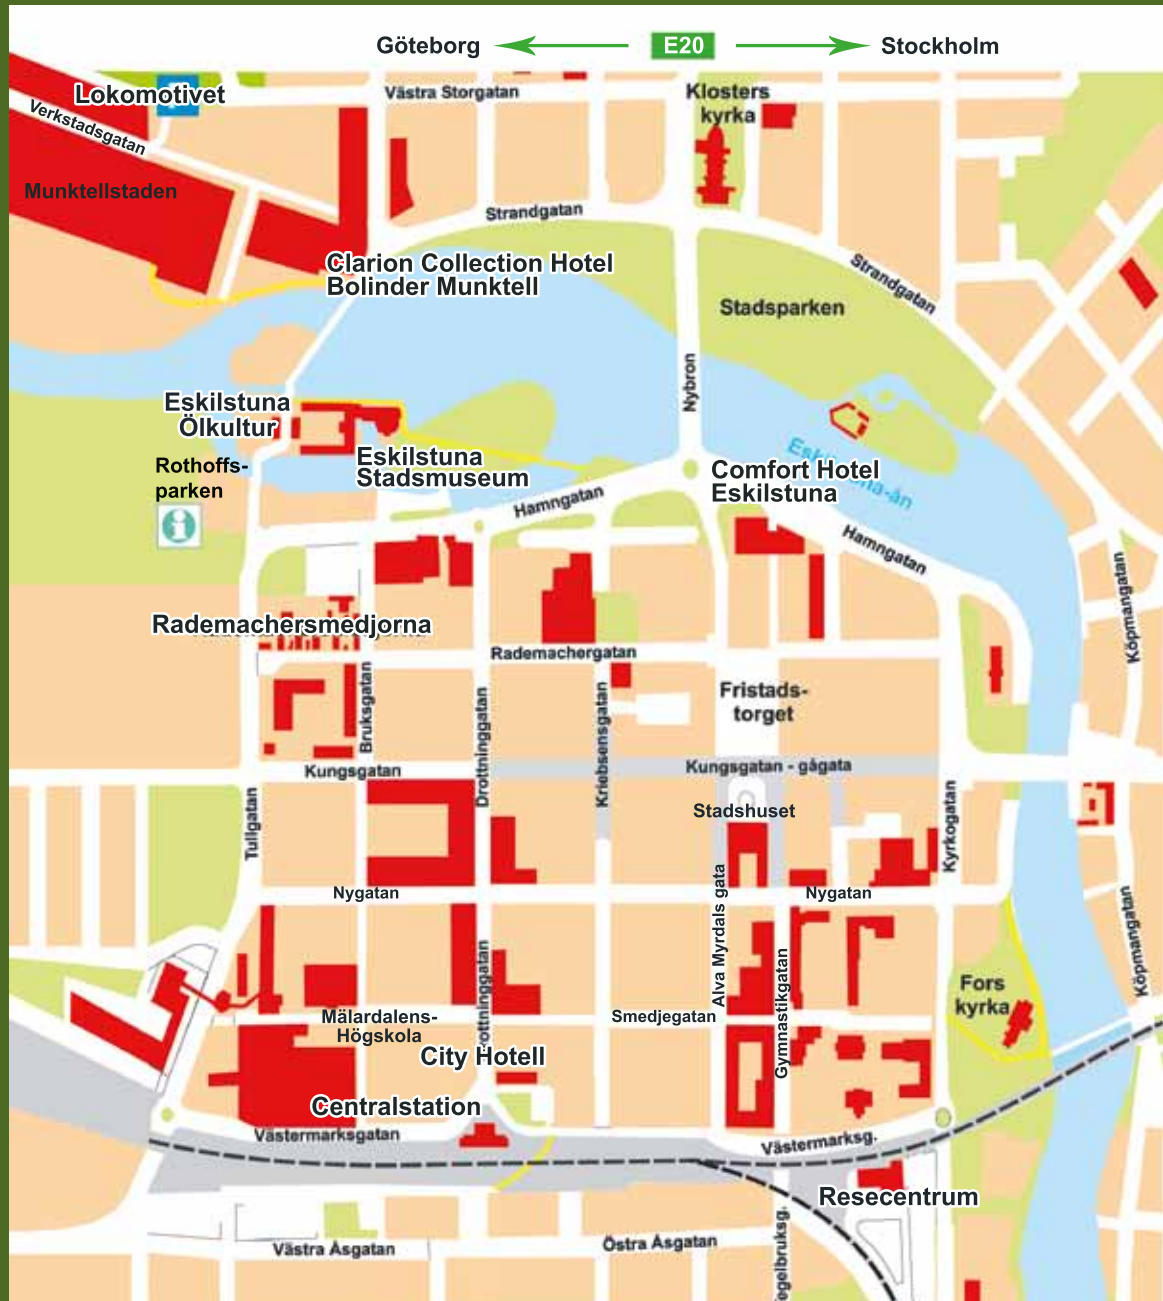 Göteborg
E20
Stockholm
Lokomotivet
Västra Storgatan
Klosters
kyrka
Verkstadsgatan
Munktellstaden
Strandgatan
Clarion Collection Hotel
Bolinder Munktell
Strandgatan
Stadsparken
Nybron
Eskilstuna
Ölkultur
Eskilstuna
Stadsmuseum
Rothoffs-
parken
i
Comfort Hotel
Eskilstuna
Hamngatan
Hamngatan
Köpmangatan
Rademachersmedjorna
Rademachergatan
Bruksgatan
Drottninggatan
Kriebsensgatan
Fristads-
torget
Kungsgatan
Kungsgatan - gågata
Stadshuset
Tullgatan
Kyrkogatan
Nygatan
Alva Myrdals gata
Nygatan
Köpmangatan
Gymnastikgatan
Fors
kyrka
Mälardalens-
Högskola
Smedjegatan
City Hotell
Centralstation
Västermarksgatan
Västermarksg.
Resecentrum
Västra Åsgatan
Östra Åsgatan